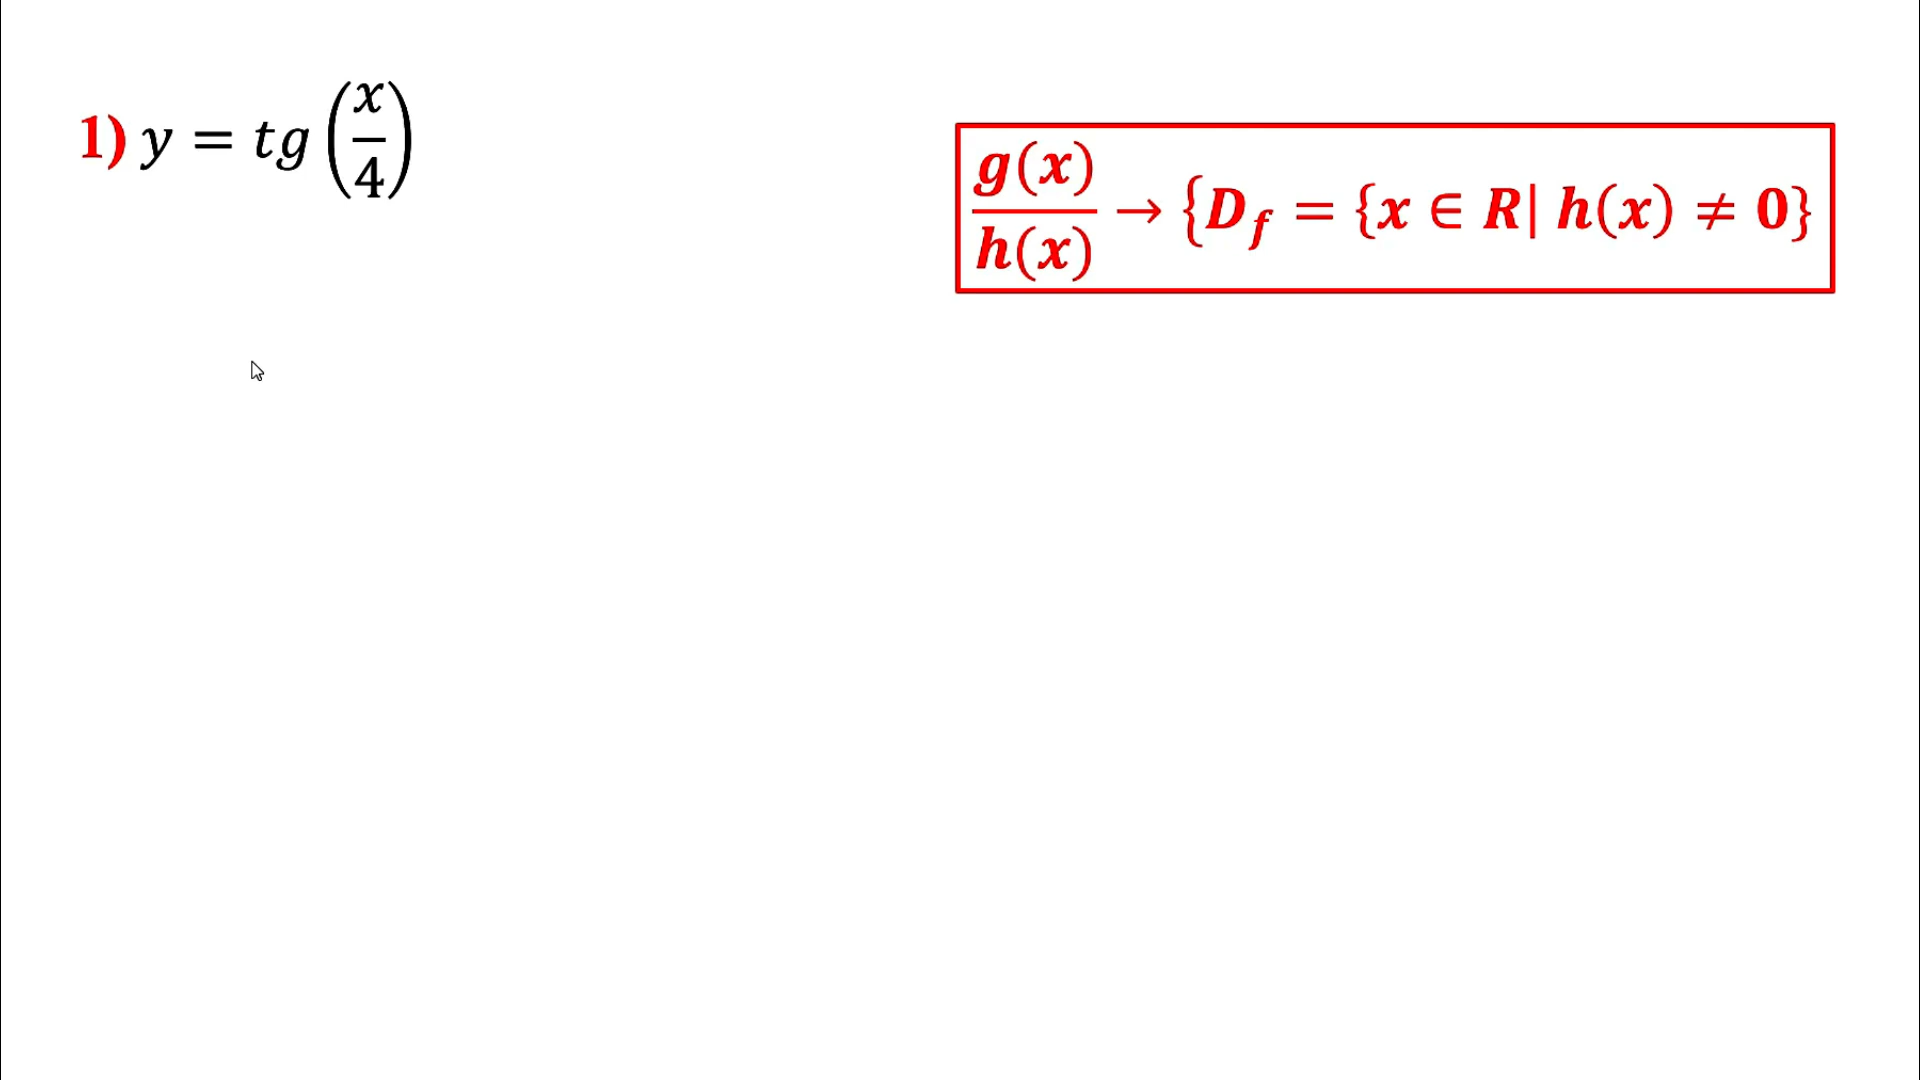 1) y = tg(x/4)
g(x)/h(x) → {D_f = {x ∈ R| h(x) ≠ 0}